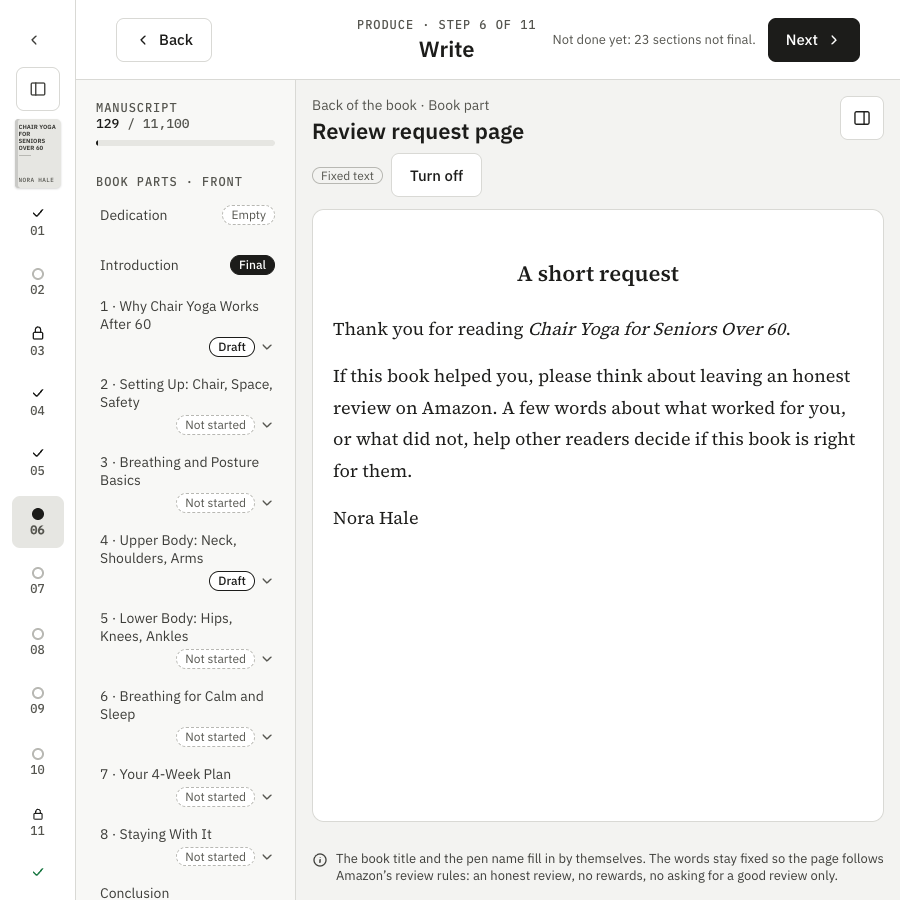 PRODUCE · STEP 6 OF 11
Back
Write
Not done yet: 23 sections not final.
Next
CHAIR YOGA
FOR
SENIORS
OVER 60
NORA HALE
01
02
03
04
05
06
07
08
09
10
11
MANUSCRIPT
129 / 11,100
BOOK PARTS · FRONT
Dedication
Empty
Introduction
Final
1 · Why Chair Yoga Works
After 60
Draft
2 · Setting Up: Chair, Space,
Safety
Not started
3 · Breathing and Posture
Basics
Not started
4 · Upper Body: Neck,
Shoulders, Arms
Draft
5 · Lower Body: Hips,
Knees, Ankles
Not started
6 · Breathing for Calm and
Sleep
Not started
7 · Your 4-Week Plan
Not started
8 · Staying With It
Not started
Conclusion
Back of the book · Book part
Review request page
Fixed text
Turn off
A short request
Thank you for reading Chair Yoga for Seniors Over 60.
If this book helped you, please think about leaving an honest
review on Amazon. A few words about what worked for you,
or what did not, help other readers decide if this book is right
for them.
Nora Hale
The book title and the pen name fill in by themselves. The words stay fixed so the page follows
Amazon’s review rules: an honest review, no rewards, no asking for a good review only.